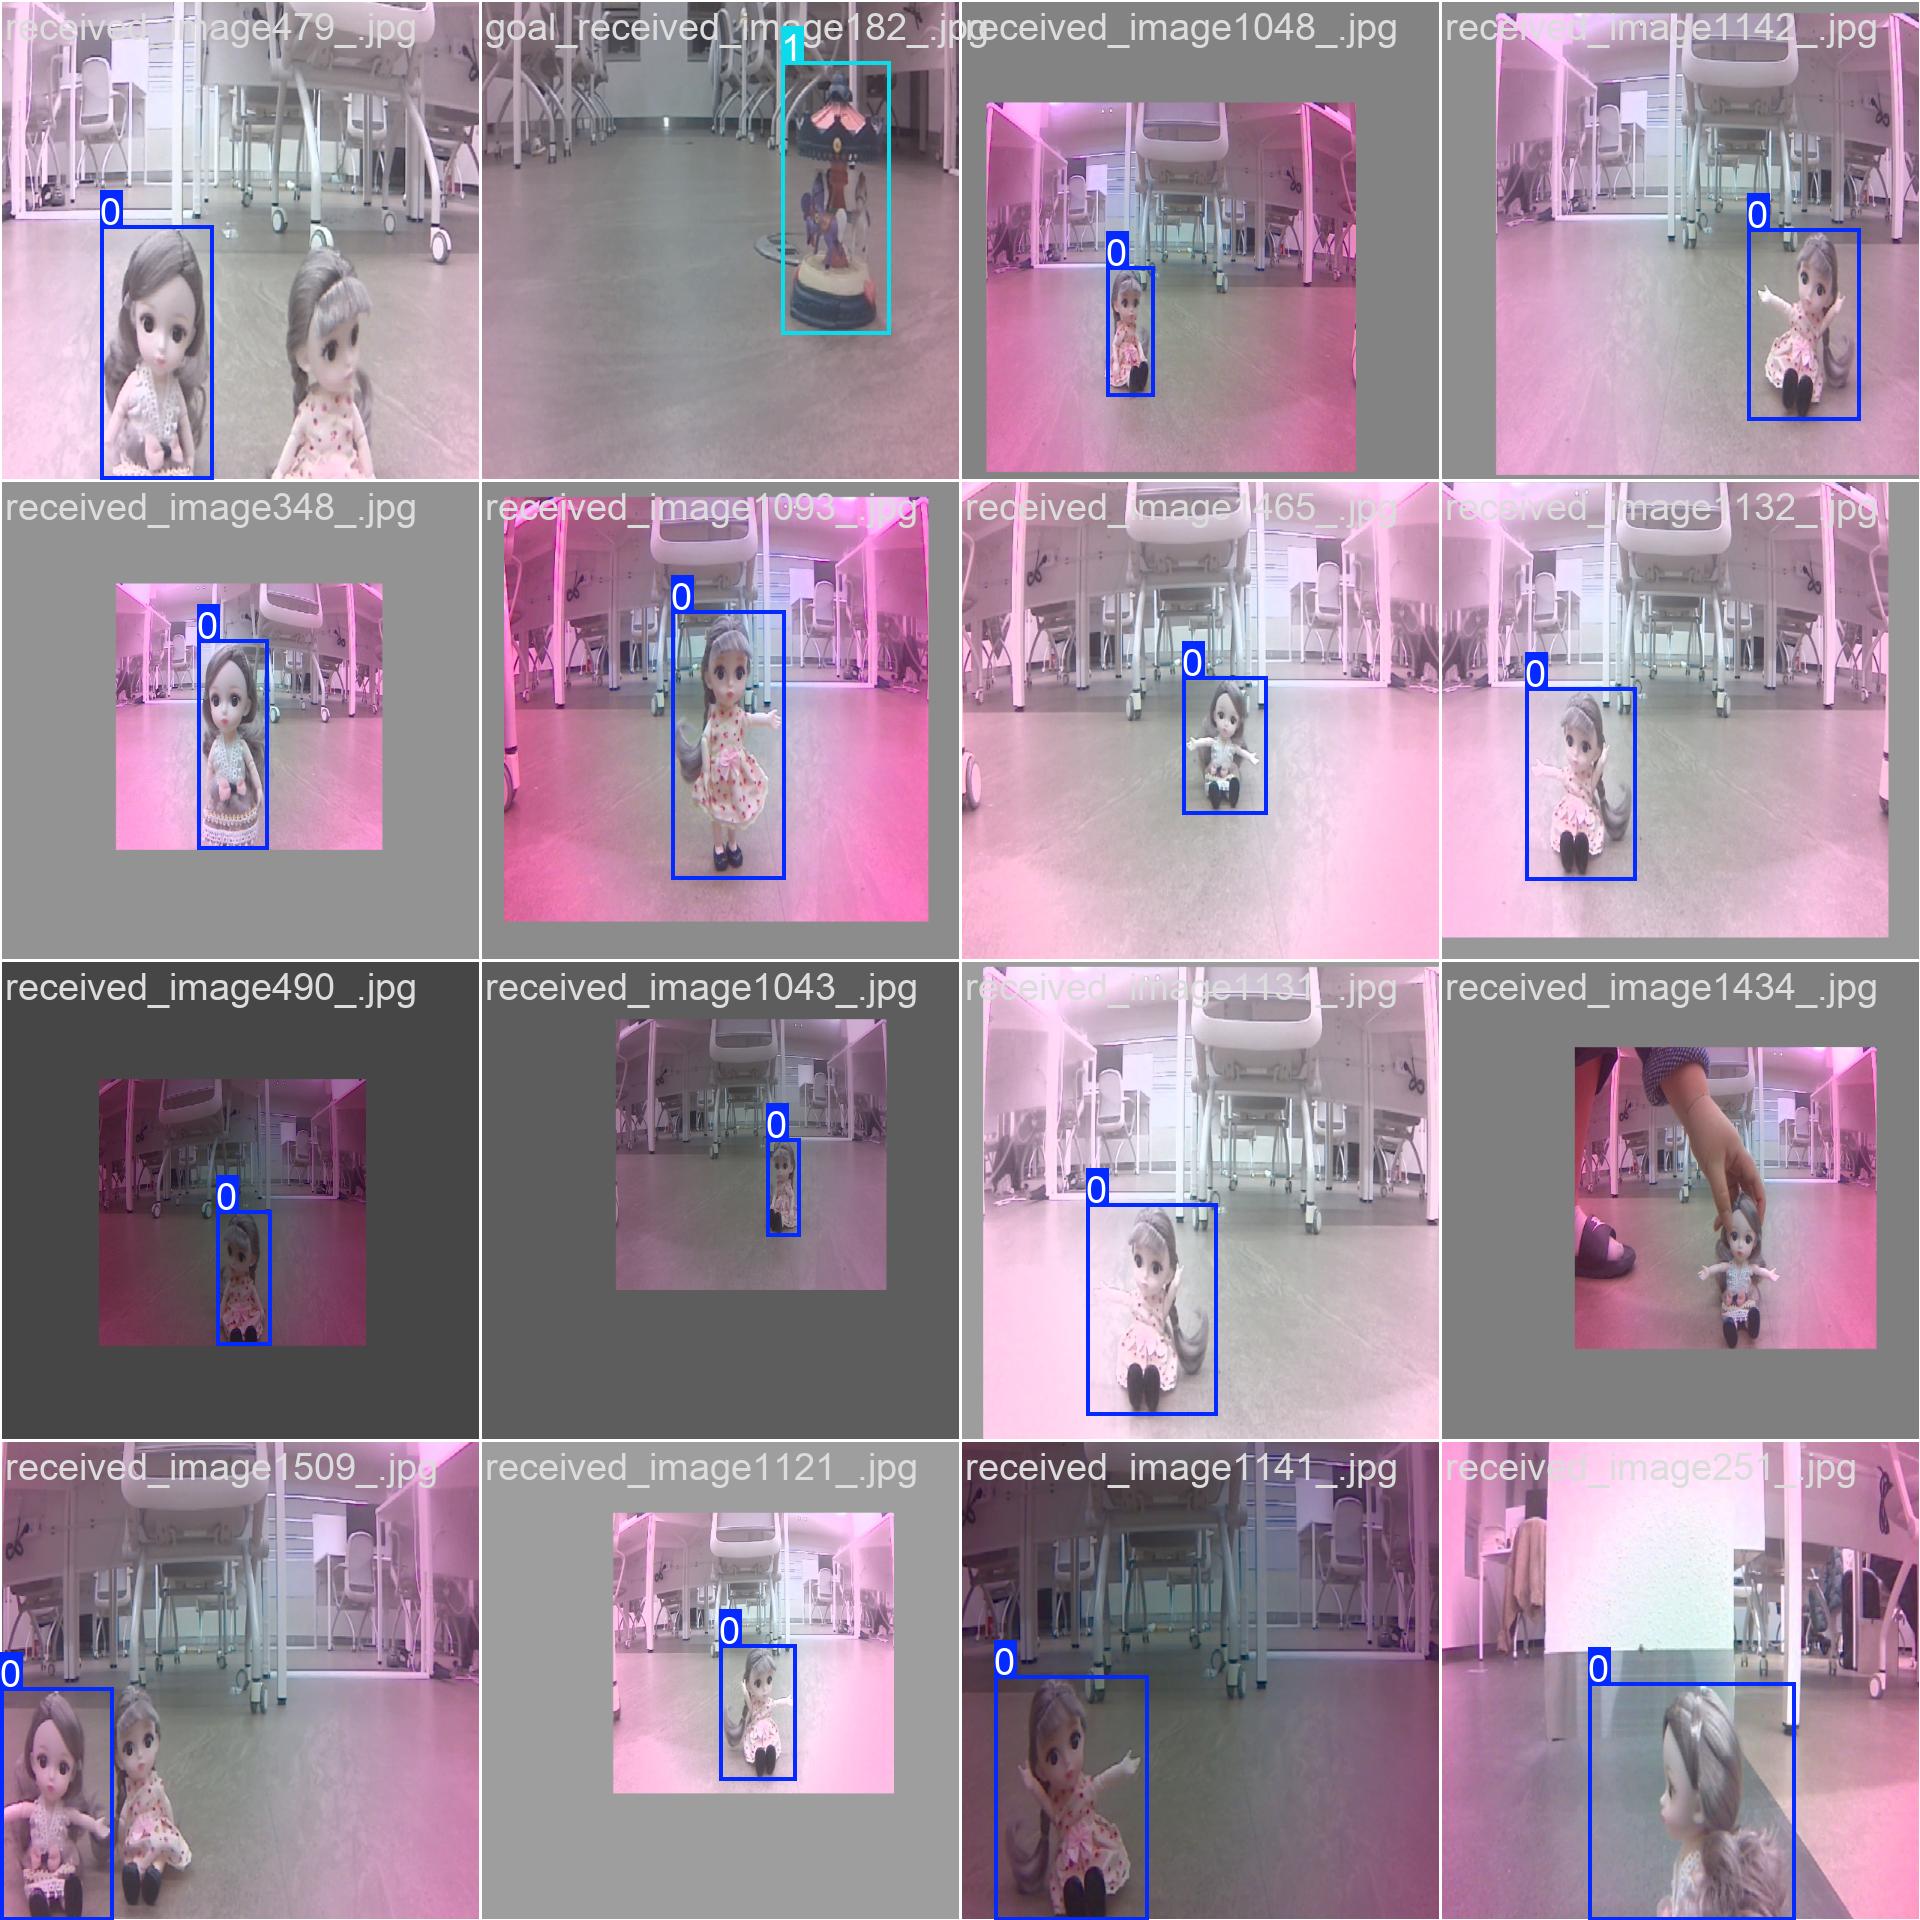 received_image479_.jpg
goal_received_image182_.jpg
received_image1048_.jpg
received_image1142_.jpg
0
1
0
0
received_image348_.jpg
received_image1093_.jpg
received_image1465_.jpg
received_image1132_.jpg
0
0
0
0
received_image490_.jpg
received_image1043_.jpg
received_image1131_.jpg
received_image1434_.jpg
0
0
0
received_image1509_.jpg
received_image1121_.jpg
received_image1141_.jpg
received_image251_.jpg
0
0
0
0